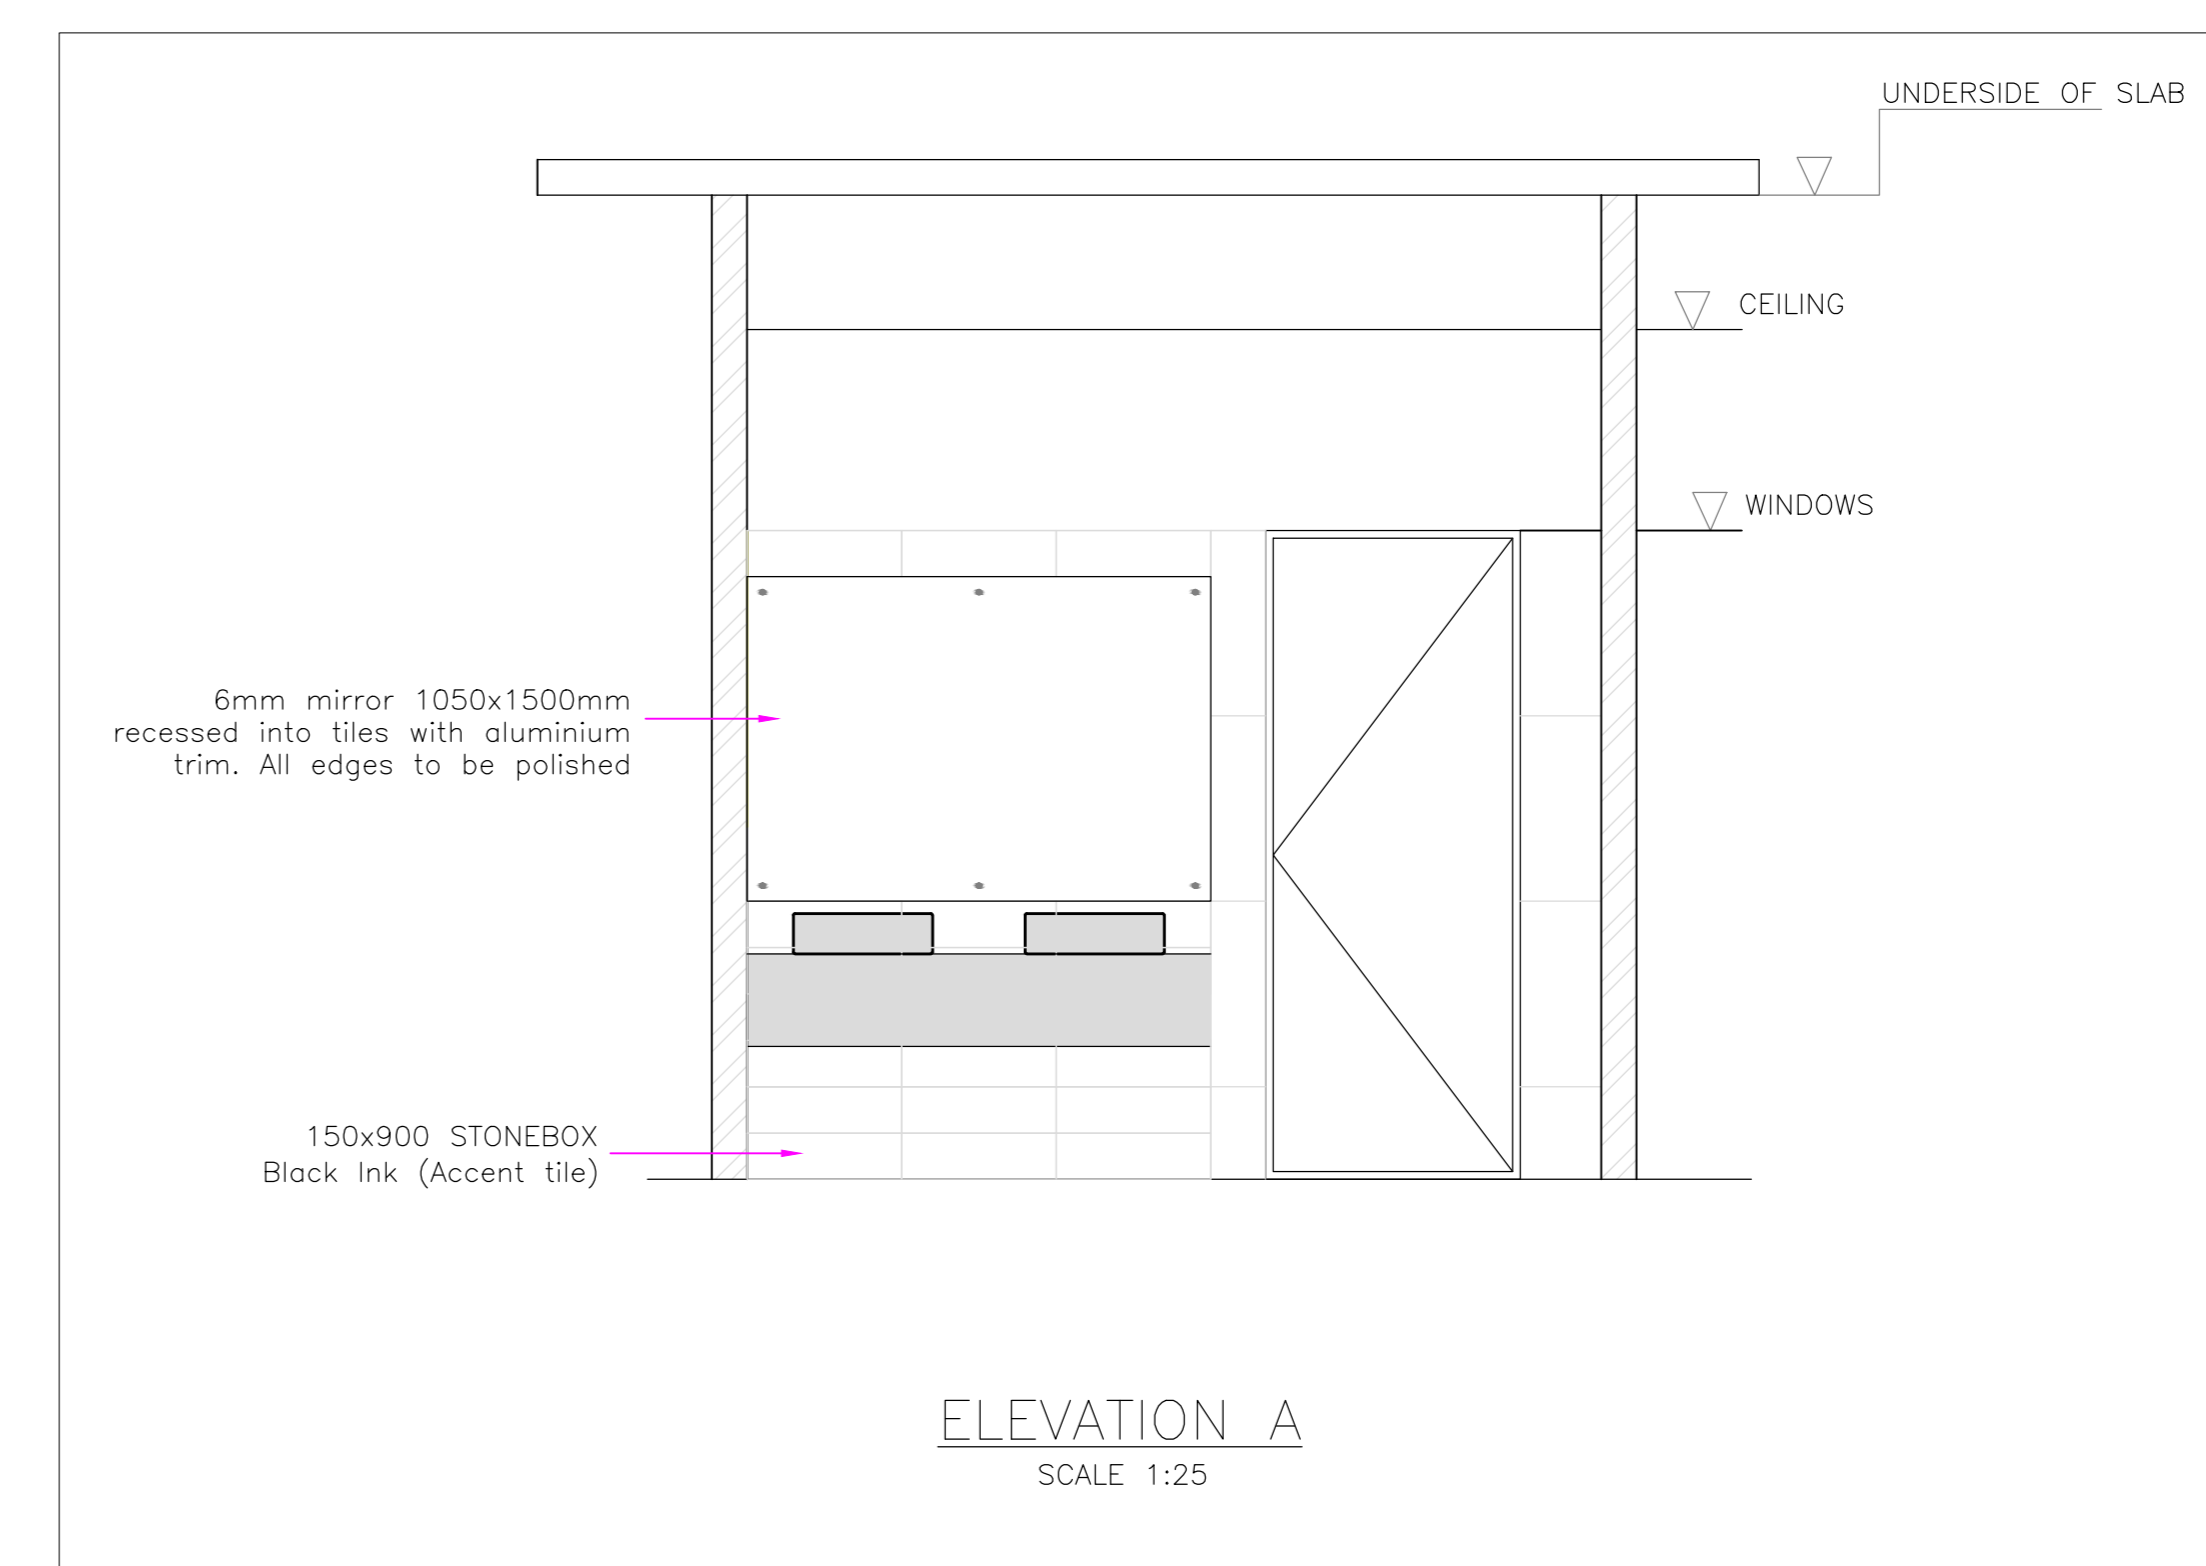 UNDERSIDE OF SLAB
CEILING
WINDOWS
6mm mirror 1050x1500mm
recessed into tiles with aluminium
trim. All edges to be polished
150x900 STONEBOX
Black Ink (Accent tile)
ELEVATION A
SCALE 1:25